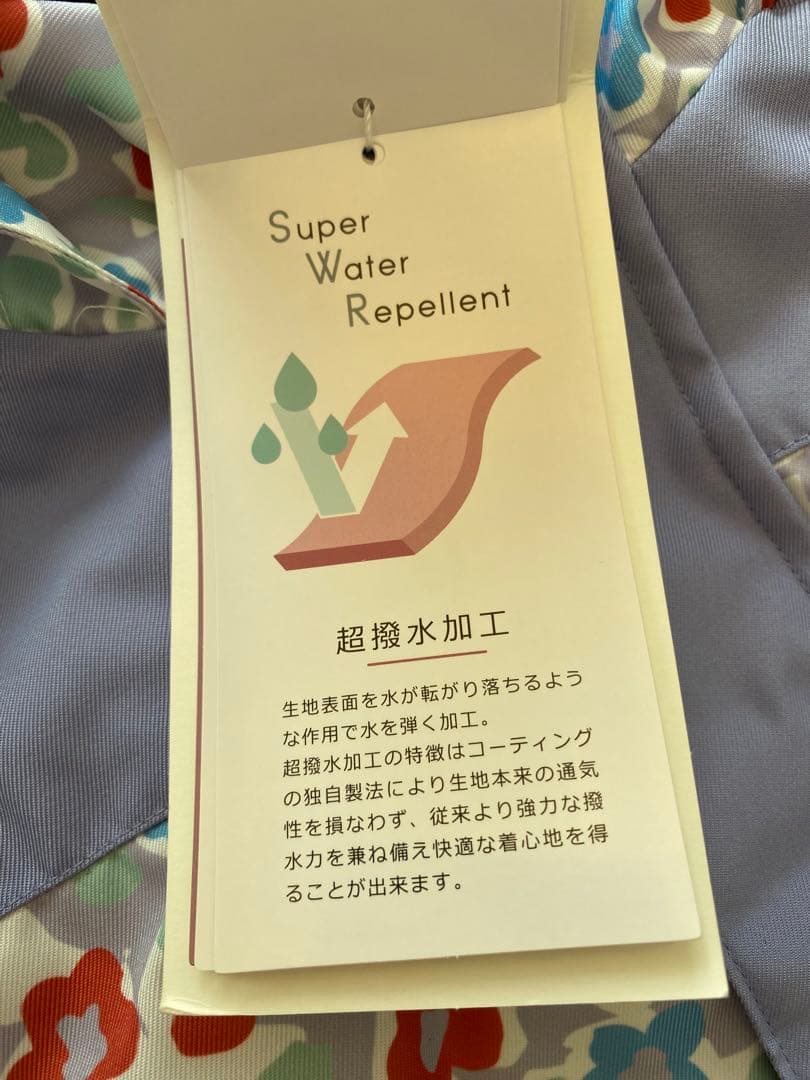 Super
Water
Repellent
超撥水加工
生地表面を水が転がり落ちるよう
な作用で水を弾く加工。
超撥水加工の特徴はコーティング
の独自製法により生地本来の通気
性を損なわず、従来より強力な撥
水力を兼ね備え快適な着心地を得
ることが出来ます。